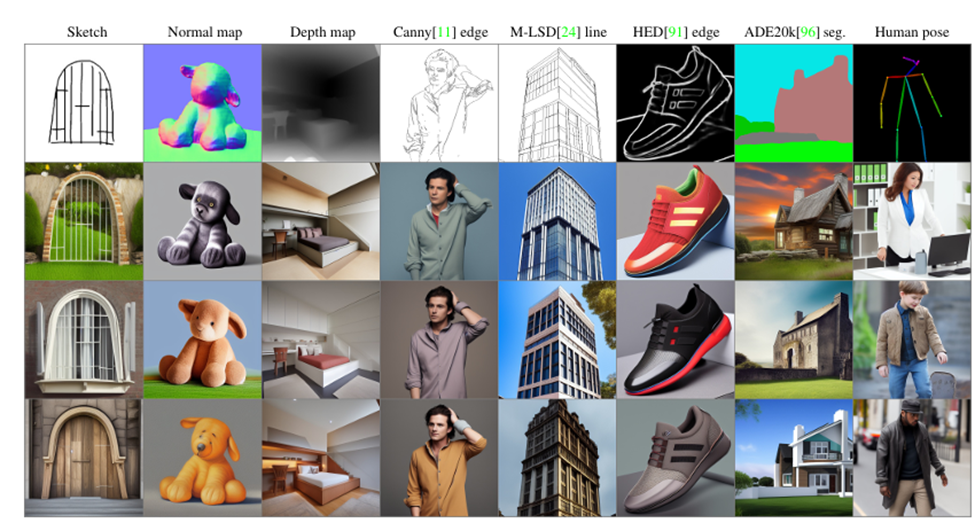 Sketch Normal map Depth map Canny[11] edge M-LSD[24] line HED[91] edge ADE20k[96] seg. Human pose